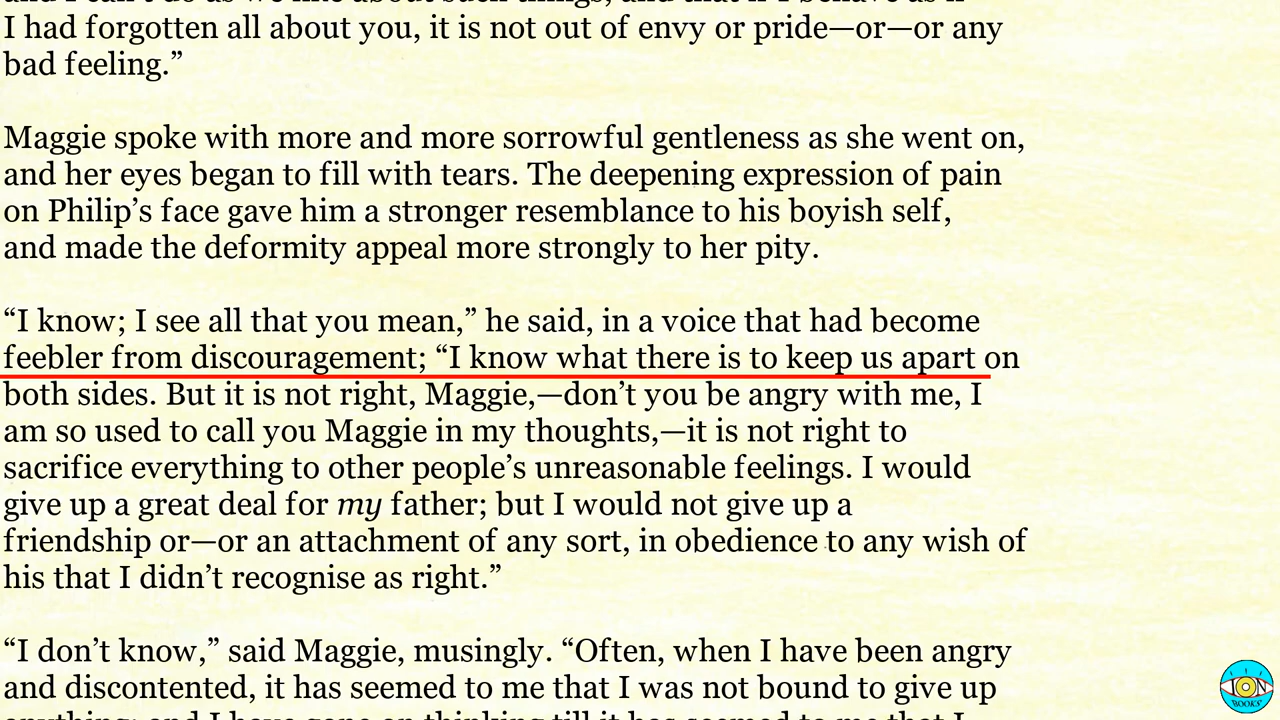 I had forgotten all about you, it is not out of envy or pride—or—or any
bad feeling.”
Maggie spoke with more and more sorrowful gentleness as she went on,
and her eyes began to fill with tears. The deepening expression of pain
on Philip’s face gave him a stronger resemblance to his boyish self,
and made the deformity appeal more strongly to her pity.
“I know; I see all that you mean,” he said, in a voice that had become
feebler from discouragement; “I know what there is to keep us apart on
both sides. But it is not right, Maggie,—don’t you be angry with me, I
am so used to call you Maggie in my thoughts,—it is not right to
sacrifice everything to other people’s unreasonable feelings. I would
give up a great deal for my father; but I would not give up a
friendship or—or an attachment of any sort, in obedience to any wish of
his that I didn’t recognise as right.”
“I don’t know,” said Maggie, musingly. “Often, when I have been angry
and discontented, it has seemed to me that I was not bound to give up
ION
BOOKS